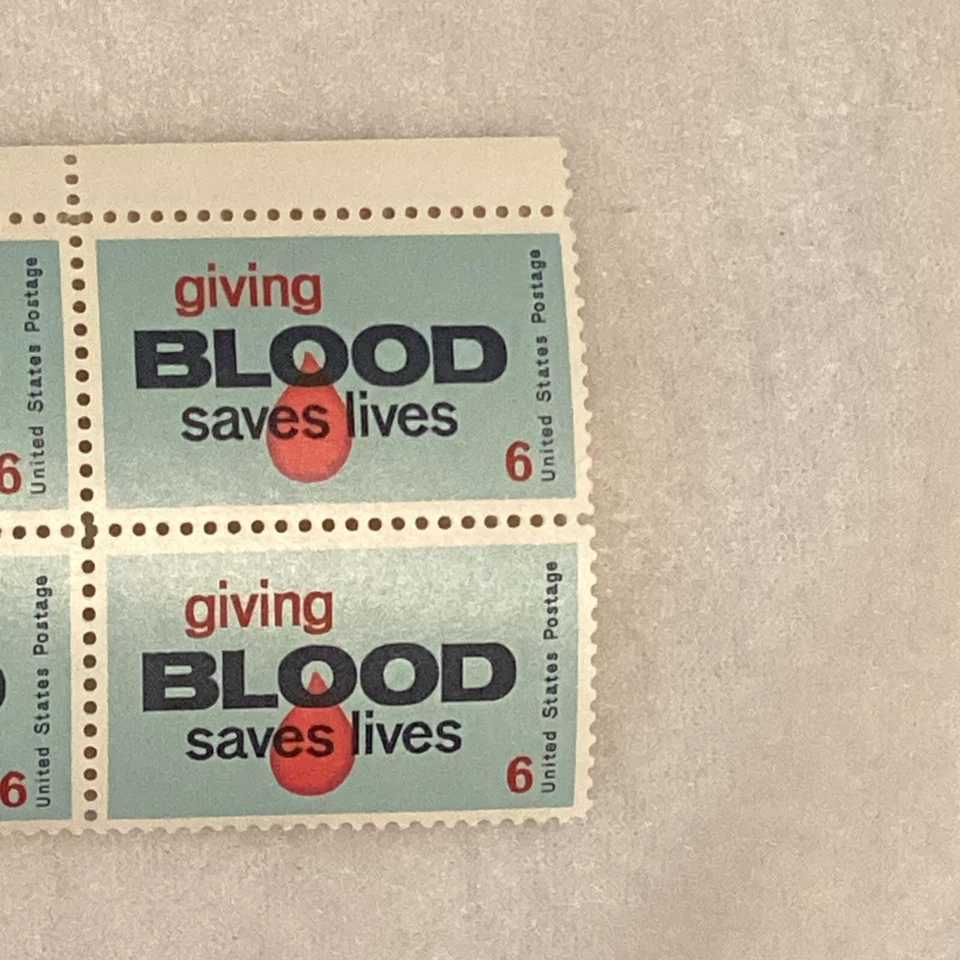 United States Postage
6
giving
BLOOD
saves lives
6
United States Postage
United States Postage
6
giving
BLOOD
saves lives
6
United States Postage